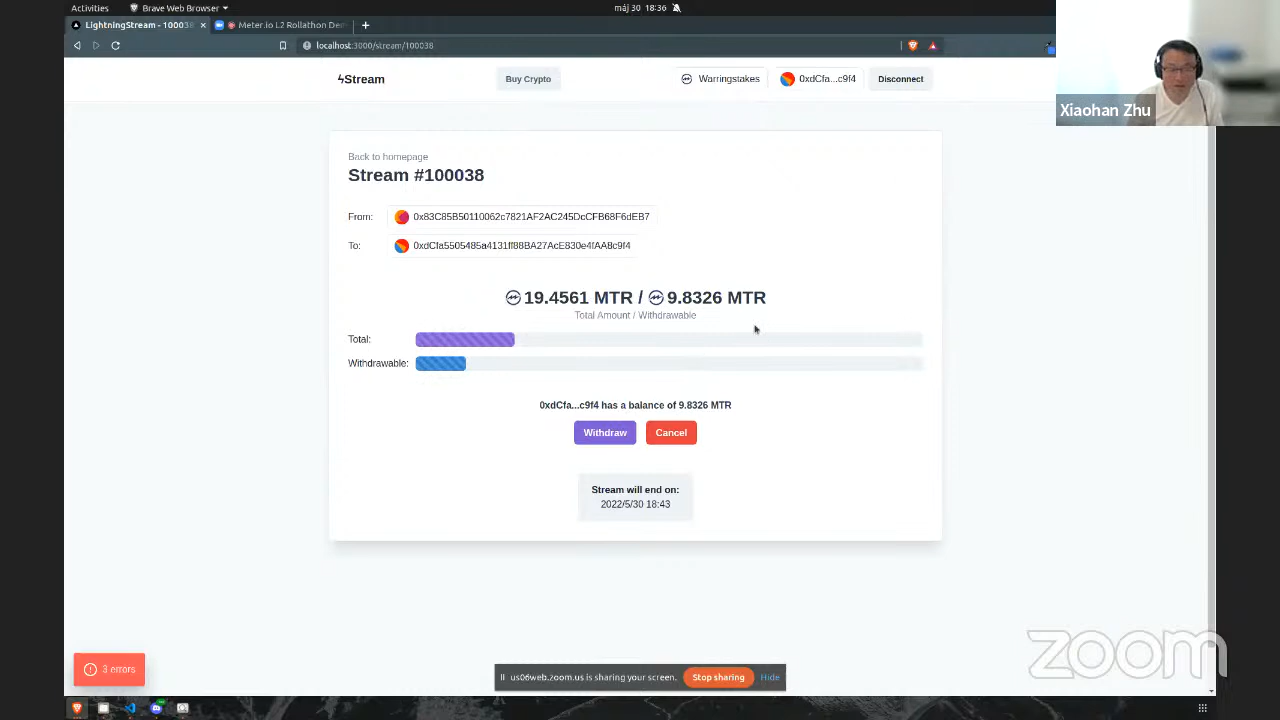 Activities
Brave Web Browser
máj 30 18:36
LightningStream - 100038
Meter.io L2 Rollathon Dem
localhost:3000/stream/100038
Stream
Buy Crypto
Warringstakes
0xdCfa...c9f4
Disconnect
Xiaohan Zhu
Back to homepage
Stream #100038
From: 0x83C85B50110062c7821AF2AC245DcCFB68F6dEB7
To: 0xdCfa5505485a4131ff88BA27AcE830e4fAA8c9f4
19.4561 MTR / 9.8326 MTR
Total Amount / Withdrawable
Total:
Withdrawable:
0xdCfa...c9f4 has a balance of 9.8326 MTR
Withdraw
Cancel
Stream will end on:
2022/5/30 18:43
3 errors
us06web.zoom.us is sharing your screen.
Stop sharing
Hide
zoom